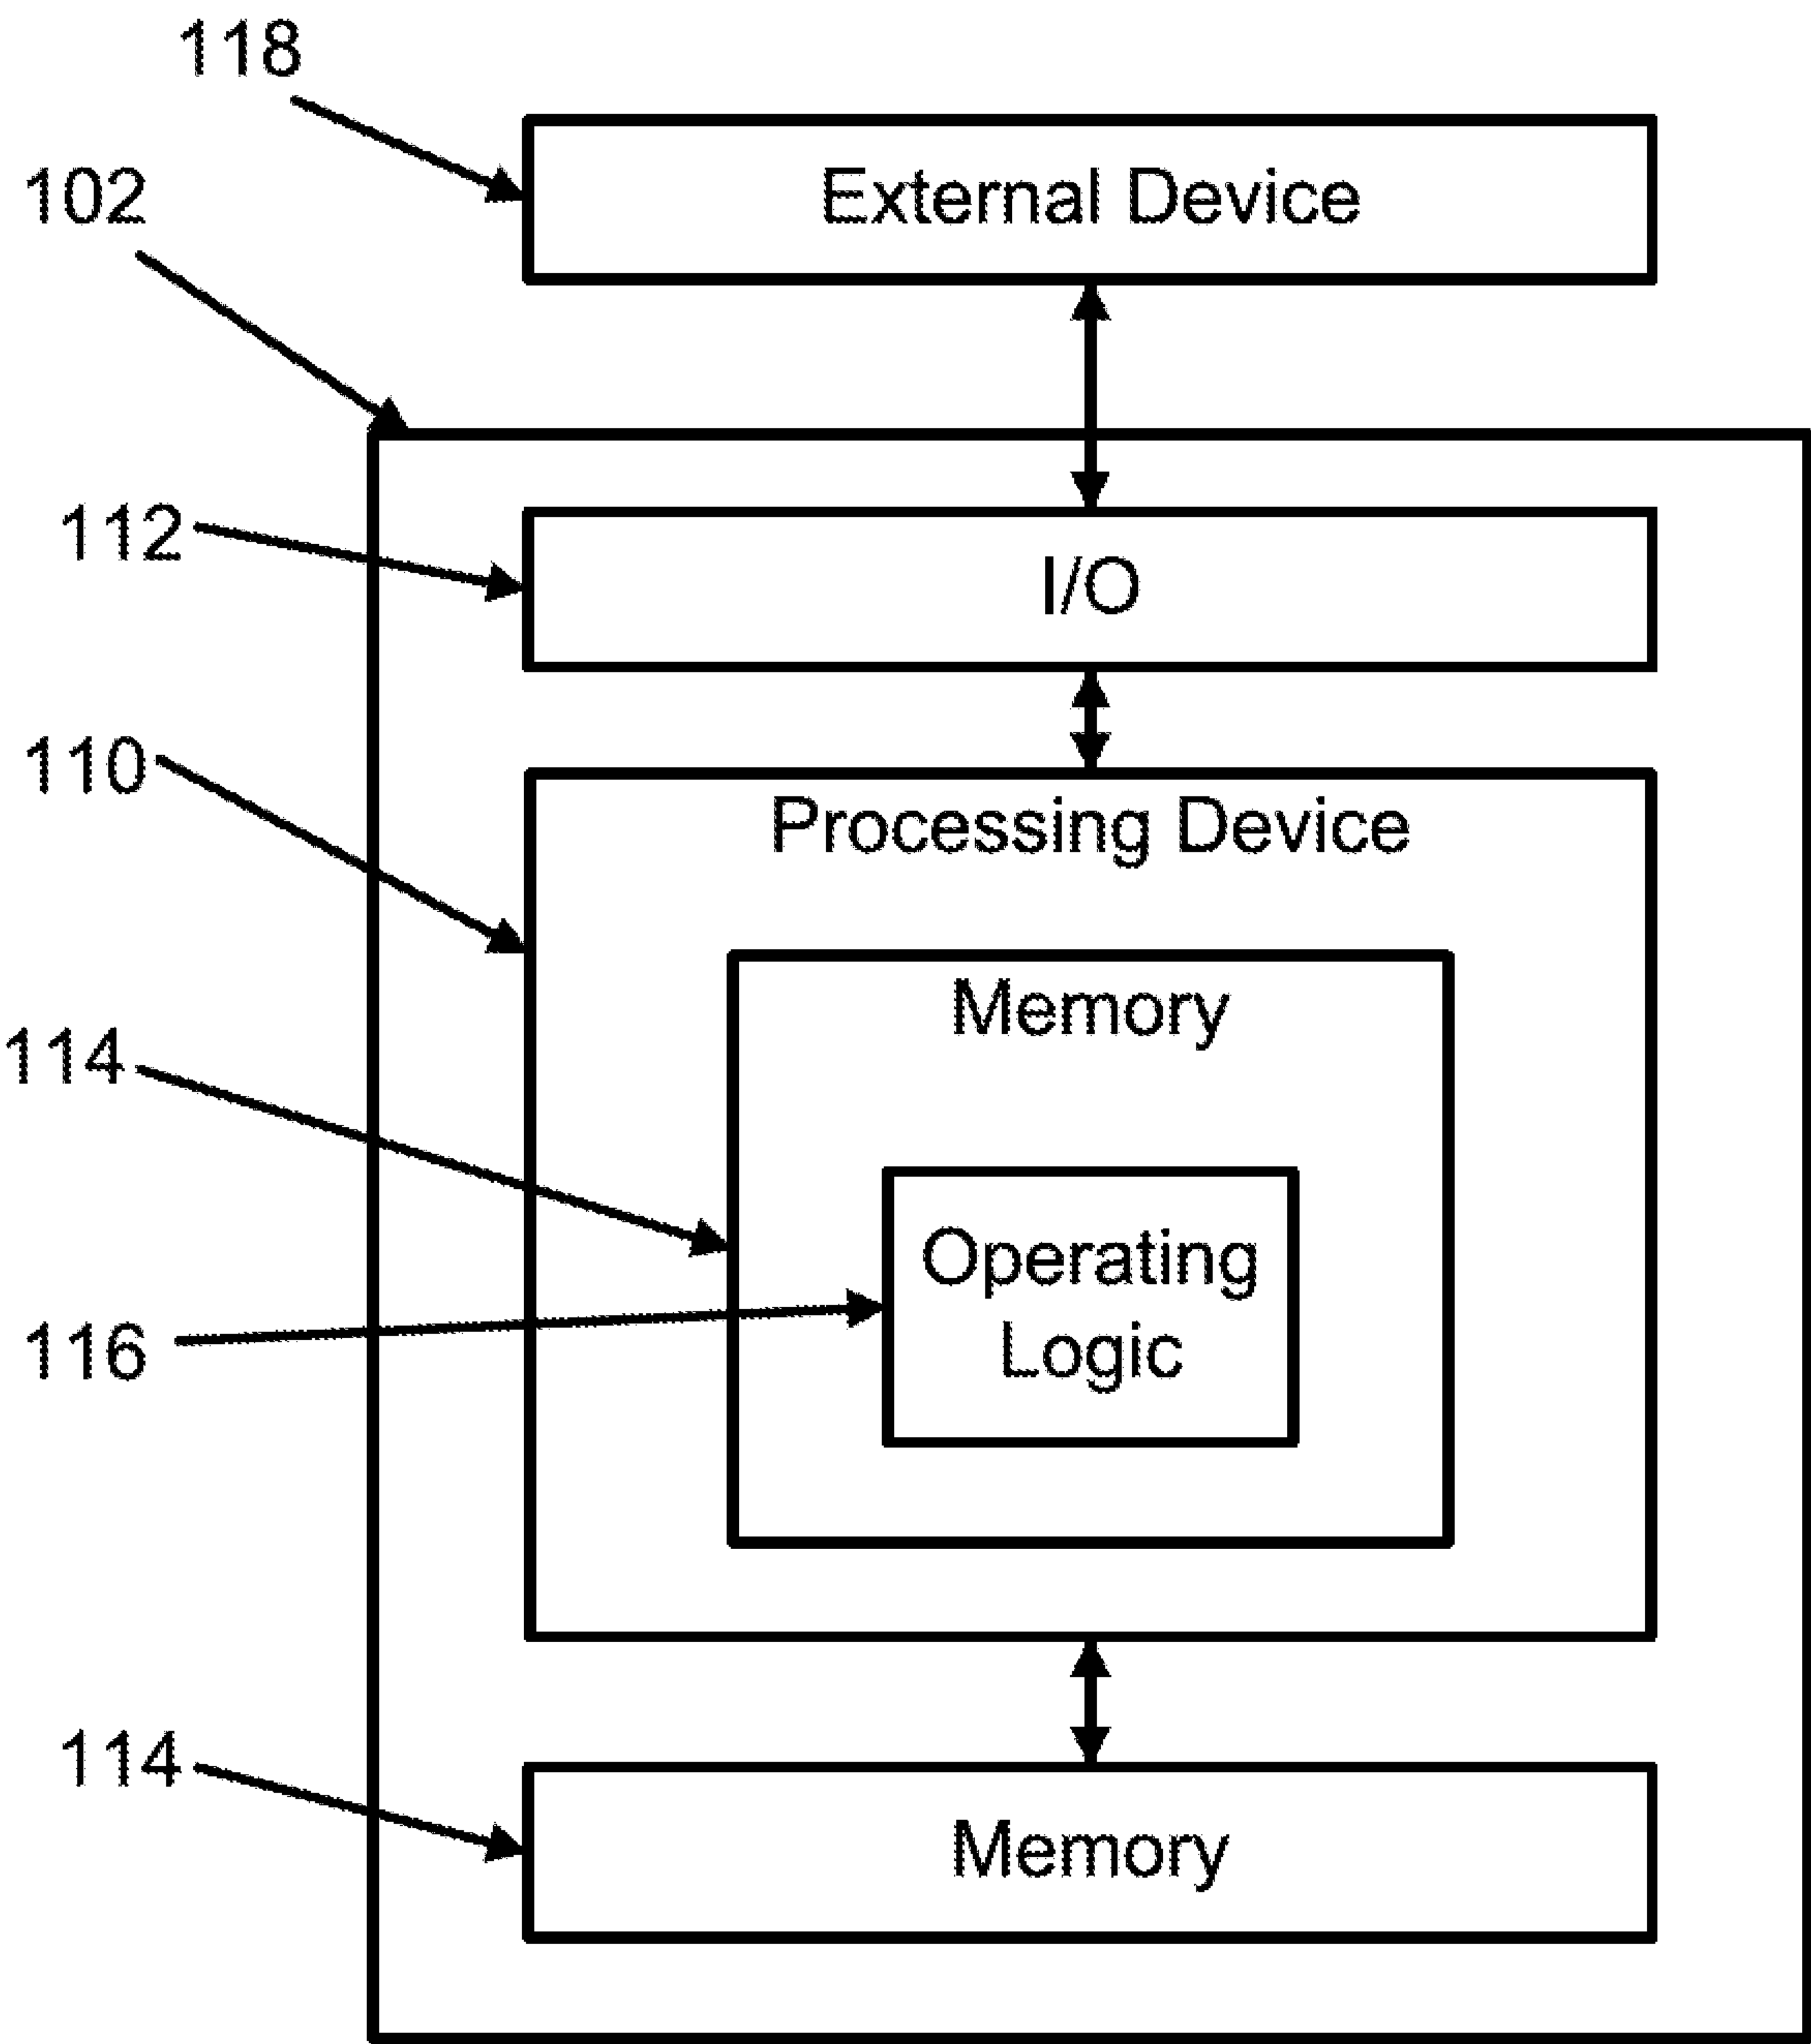 118
External Device
102
112
I/O
110
Processing Device
Memory
114
Operating
Logic
116
114
Memory